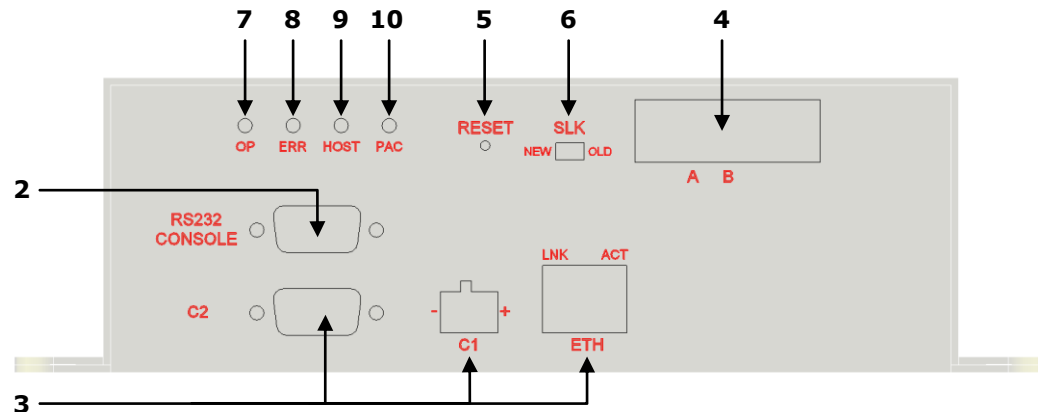 7 8 9 10 5 6 4
RESET SLK
OP ERR HOST PAC
NEW OLD
A B
2
RS232
CONSOLE
LNK ACT
C2
- +
C1 ETH
3